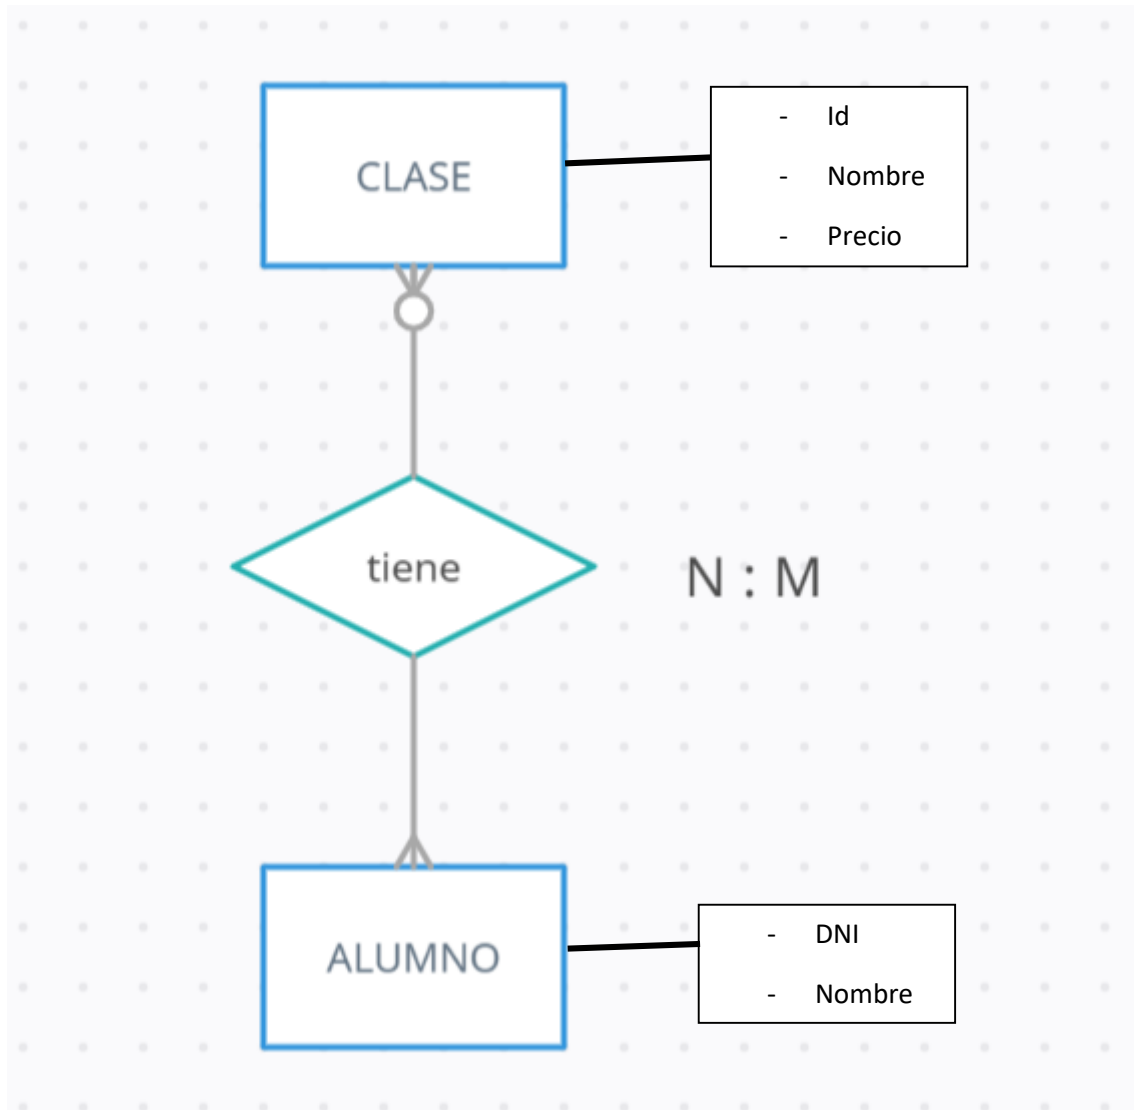 CLASE
- Id
- Nombre
- Precio
tiene
N : M
ALUMNO
- DNI
- Nombre